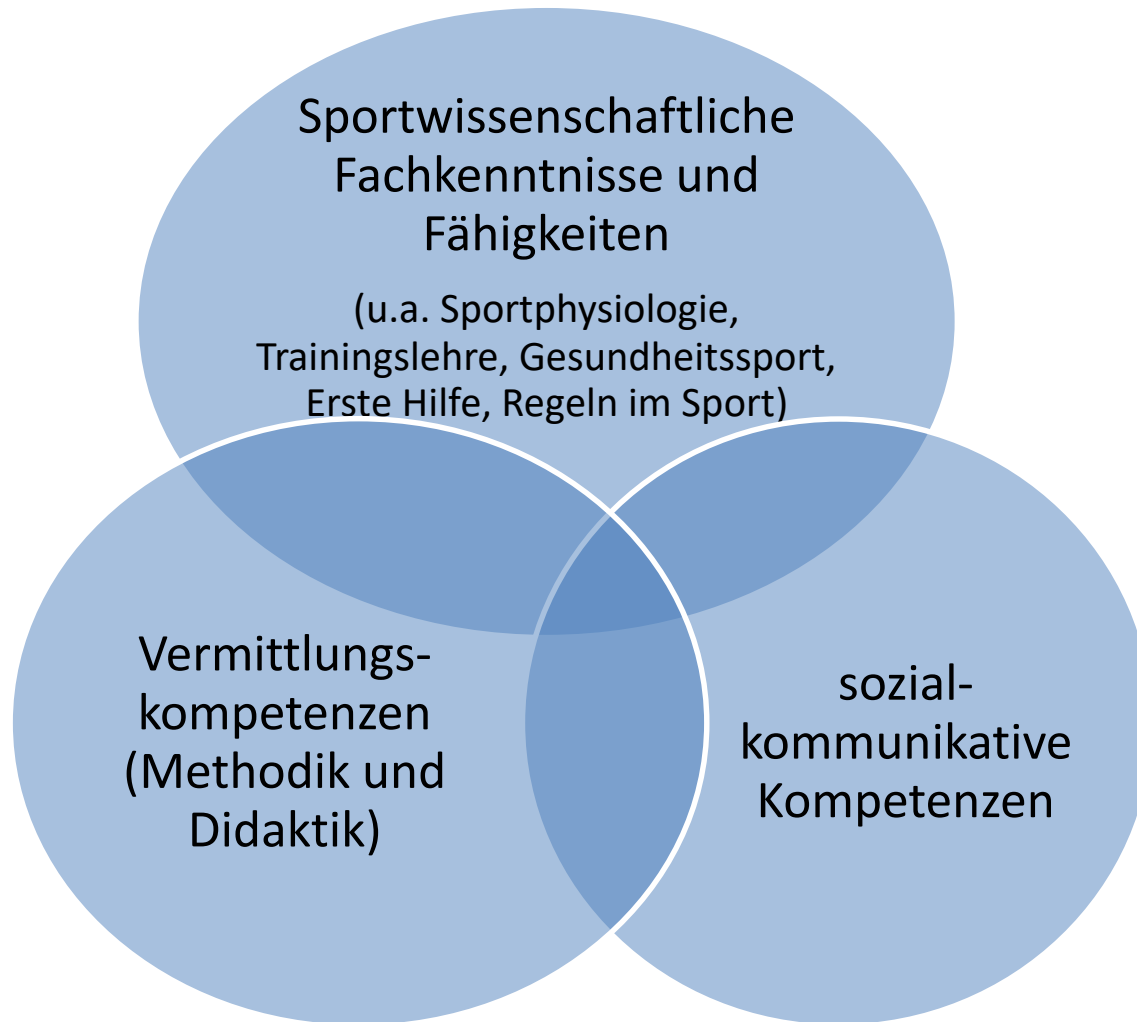 Sportwissenschaftliche
Fachkenntnisse und
Fähigkeiten
(u.a. Sportphysiologie,
Trainingslehre, Gesundheitssport,
Erste Hilfe, Regeln im Sport)
Vermittlungs-
kompetenzen
(Methodik und
Didaktik)
sozial-
kommunikative
Kompetenzen